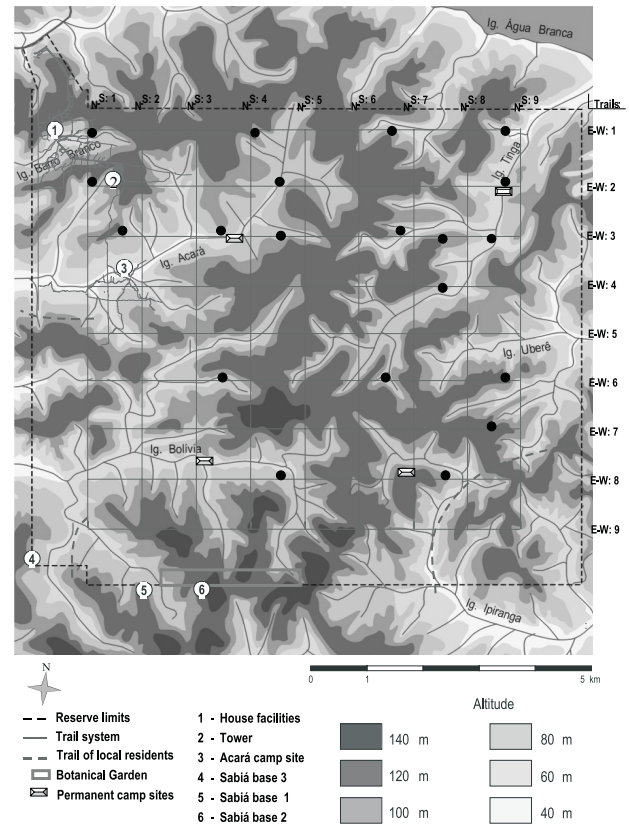 Ig. Água Branca
N-S: 1 N-S: 2 N-S: 3 N-S: 4 N-S: 5 N-S: 6 N-S: 7 N-S: 8 N-S: 9 Trails:
1
E-W: 1
Ig. Barro Branco
Ig. Tinga
2
E-W: 2
E-W: 3
Ig. Acará
3
E-W: 4
E-W: 5
Ig. Uberê
E-W: 6
E-W: 7
Ig. Bolívia
E-W: 8
E-W: 9
4
5
6
Ig. Ipiranga
N
0 1 5 km
Altitude
Reserve limits
Trail system
Trail of local residents
Botanical Garden
Permanent camp sites
1 - House facilities
2 - Tower
3 - Acará camp site
4 - Sabiá base 3
5 - Sabiá base 1
6 - Sabiá base 2
140 m
120 m
100 m
80 m
60 m
40 m